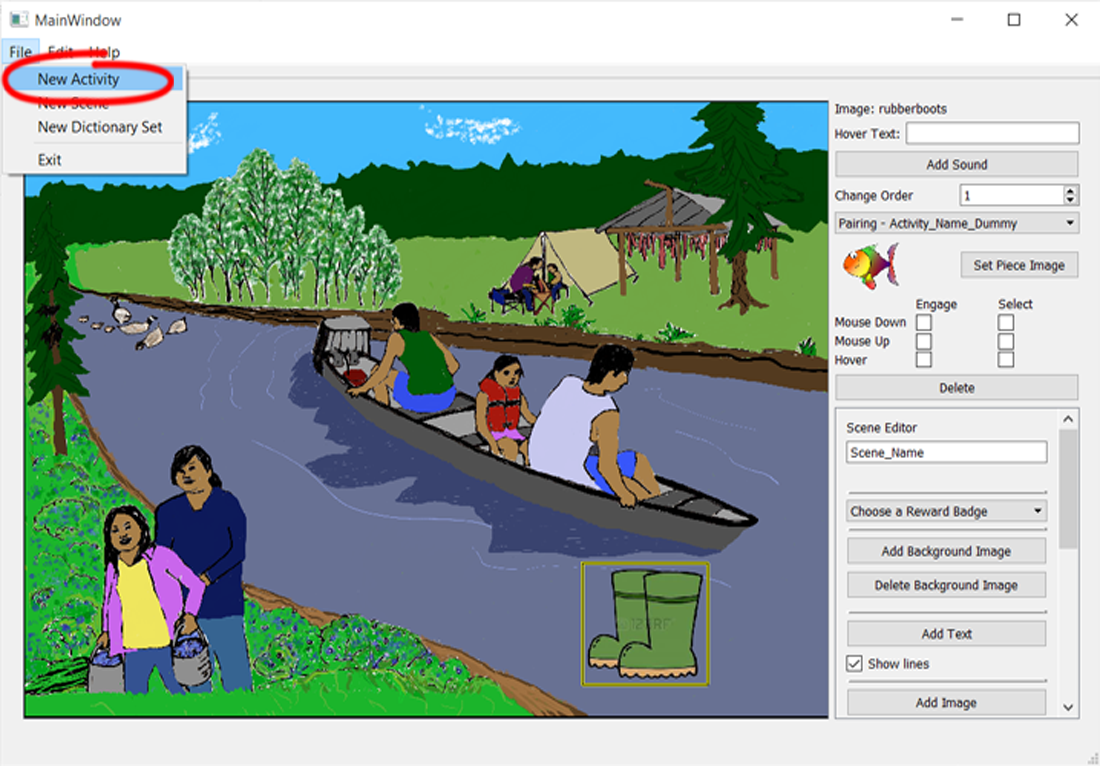 MainWindow
File Edit Help
New Activity
New Scene
New Dictionary Set
Exit
Image: rubberboots
Hover Text:
Add Sound
Change Order 1
Pairing - Activity_Name_Dummy
Set Piece Image
Engage Select
Mouse Down
Mouse Up
Hover
Delete
Scene Editor
Scene_Name
Choose a Reward Badge
Add Background Image
Delete Background Image
Add Text
Show lines
Add Image